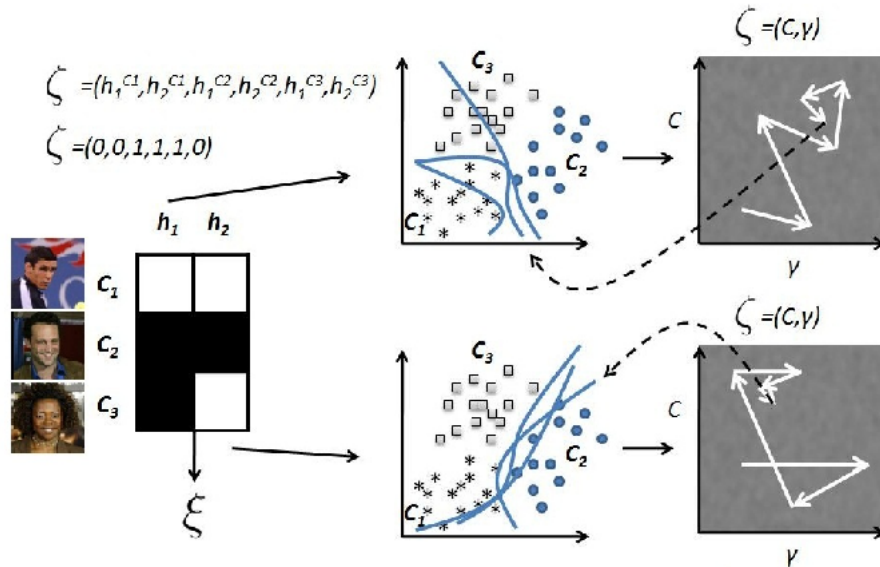 ζ=(h₁ᶜ¹,h₂ᶜ¹,h₁ᶜ²,h₂ᶜ²,h₁ᶜ³,h₂ᶜ³)
ζ=(0,0,1,1,1,0)
h₁ h₂
C₁
C₂
C₃
ξ
C₃
C₂
C₁
ζ=(C,γ)
C
γ
C₃
C₂
C₁
ζ=(C,γ)
C
γ